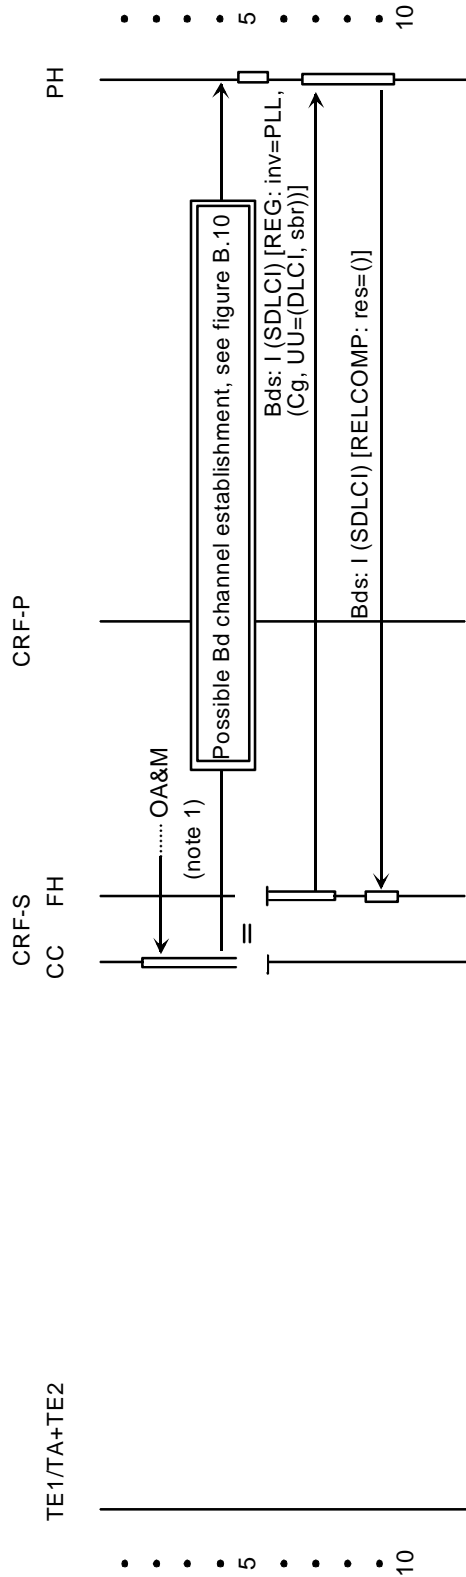 TE1/TA+TE2
CRF-S
CC
FH
CRF-P
PH
OA&M
(note 1)
Possible Bd channel establishment, see figure B.10
5
5
=
Bds: I (SDLCI) [REG: inv=PLL,
(Cg, UU=(DLCI, sbr))]
Bds: I (SDLCI) [RELCOMP: res=()]
10
10